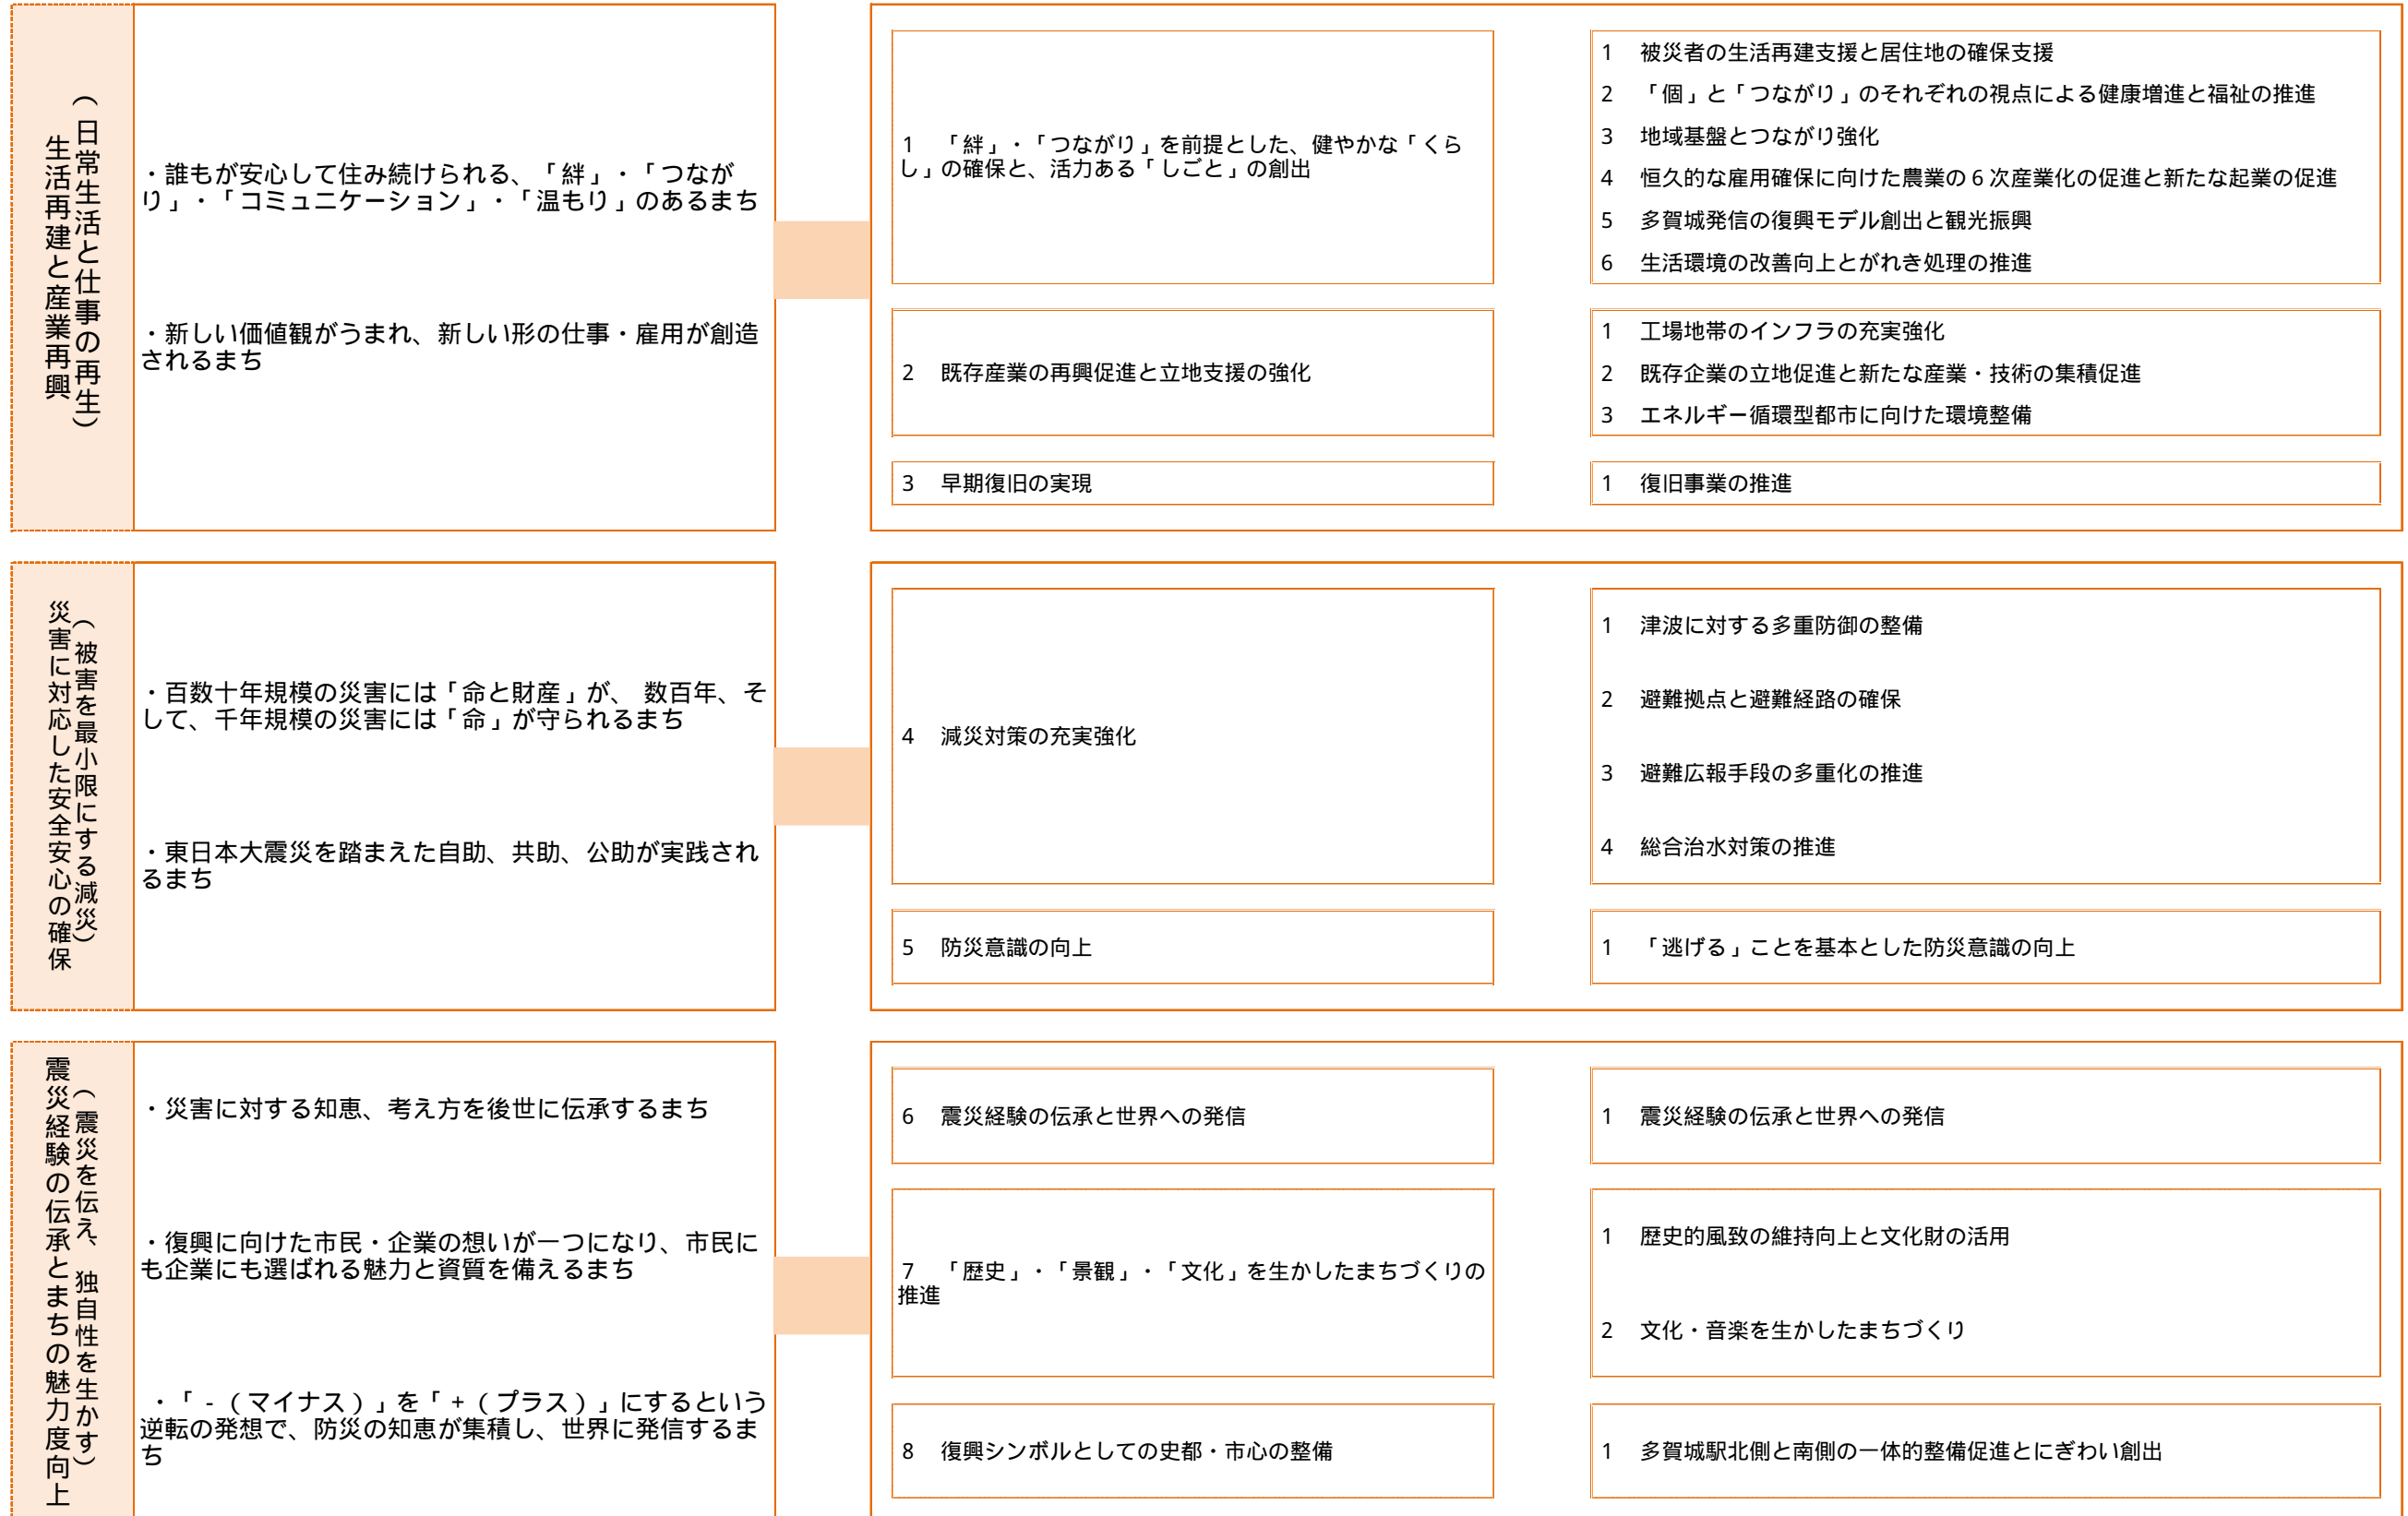 生活再建と産業再興
（日常生活と仕事の再生）
・誰もが安心して住み続けられる、「絆」・「つなが
り」・「コミュニケーション」・「温もり」のあるまち
・新しい価値観がうまれ、新しい形の仕事・雇用が創造
されるまち
1 「絆」・「つながり」を前提とした、健やかな「くら
し」の確保と、活力ある「しごと」の創出
1 被災者の生活再建支援と居住地の確保支援
2 「個」と「つながり」のそれぞれの視点による健康増進と福祉の推進
3 地域基盤とつながり強化
4 恒久的な雇用確保に向けた農業の６次産業化の促進と新たな起業の促進
5 多賀城発信の復興モデル創出と観光振興
6 生活環境の改善向上とがれき処理の推進
2 既存産業の再興促進と立地支援の強化
1 工場地帯のインフラの充実強化
2 既存企業の立地促進と新たな産業・技術の集積促進
3 エネルギー循環型都市に向けた環境整備
3 早期復旧の実現
1 復旧事業の推進
災害に対応した安全安心の確保
（被害を最小限にする減災）
・百数十年規模の災害には「命と財産」が、 数百年、そ
して、千年規模の災害には「命」が守られるまち
・東日本大震災を踏まえた自助、共助、公助が実践され
るまち
4 減災対策の充実強化
1 津波に対する多重防御の整備
2 避難拠点と避難経路の確保
3 避難広報手段の多重化の推進
4 総合治水対策の推進
5 防災意識の向上
1 「逃げる」ことを基本とした防災意識の向上
震災経験の伝承とまちの魅力度向上
（震災を伝え、独自性を生かす）
・災害に対する知恵、考え方を後世に伝承するまち
・復興に向けた市民・企業の想いが一つになり、市民に
も企業にも選ばれる魅力と資質を備えるまち
・「 - （マイナス）」を「 + （プラス）」にするという
逆転の発想で、防災の知恵が集積し、世界に発信するま
ち
6 震災経験の伝承と世界への発信
1 震災経験の伝承と世界への発信
7 「歴史」・「景観」・「文化」を生かしたまちづくりの
推進
1 歴史的風致の維持向上と文化財の活用
2 文化・音楽を生かしたまちづくり
8 復興シンボルとしての史都・市心の整備
1 多賀城駅北側と南側の一体的整備促進とにぎわい創出